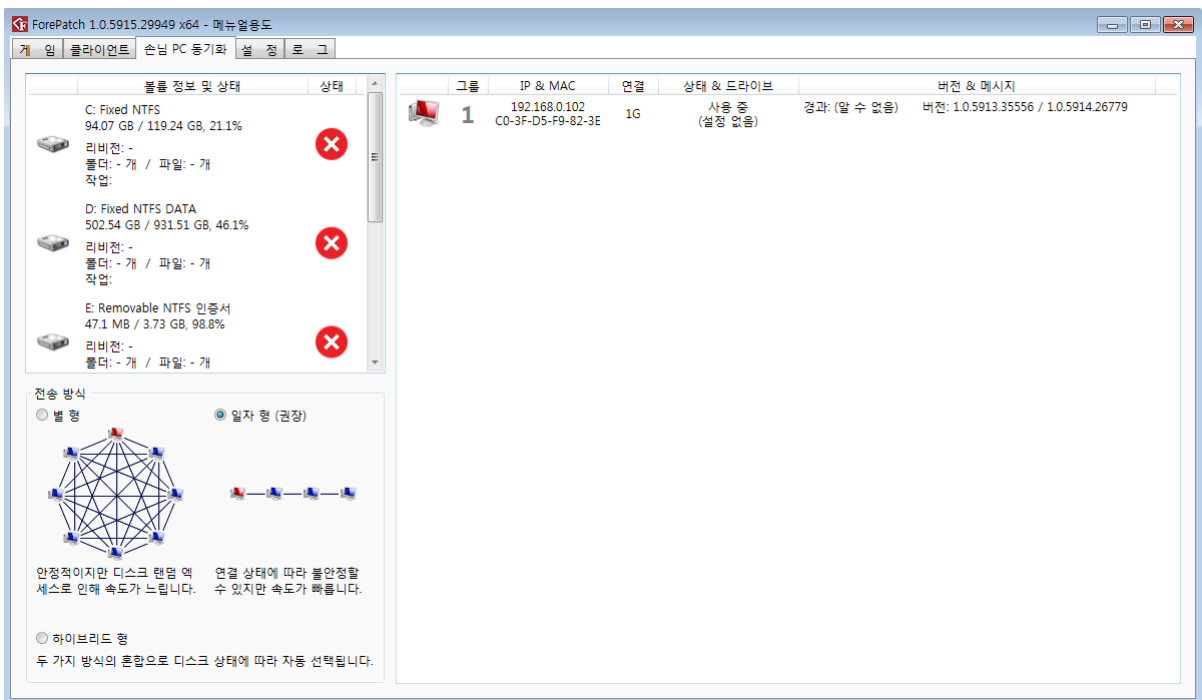 ForePatch 1.0.5915.29949 x64 - 메뉴얼용도
게 임 클라이언트 손님 PC 동기화 설 정 로 그
볼륨 정보 및 상태 상태
C: Fixed NTFS
94.07 GB / 119.24 GB, 21.1%
리비전: -
폴더: - 개 / 파일: - 개
작업:
D: Fixed NTFS DATA
502.54 GB / 931.51 GB, 46.1%
리비전: -
폴더: - 개 / 파일: - 개
작업:
E: Removable NTFS 인증서
47.1 MB / 3.73 GB, 98.8%
리비전: -
폴더: - 개 / 파일: - 개
전송 방식
별 형
일자 형 (권장)
안정적이지만 디스크 랜덤 엑
세스로 인해 속도가 느립니다.
연결 상태에 따라 불안정할
수 있지만 속도가 빠릅니다.
하이브리드 형
두 가지 방식의 혼합으로 디스크 상태에 따라 자동 선택됩니다.
그룹 IP & MAC 연결 상태 & 드라이브 버전 & 메시지
1
192.168.0.102
C0-3F-D5-F9-82-3E
1G
사용 중
(설정 없음)
경과: (알 수 없음) 버전: 1.0.5913.35556 / 1.0.5914.26779